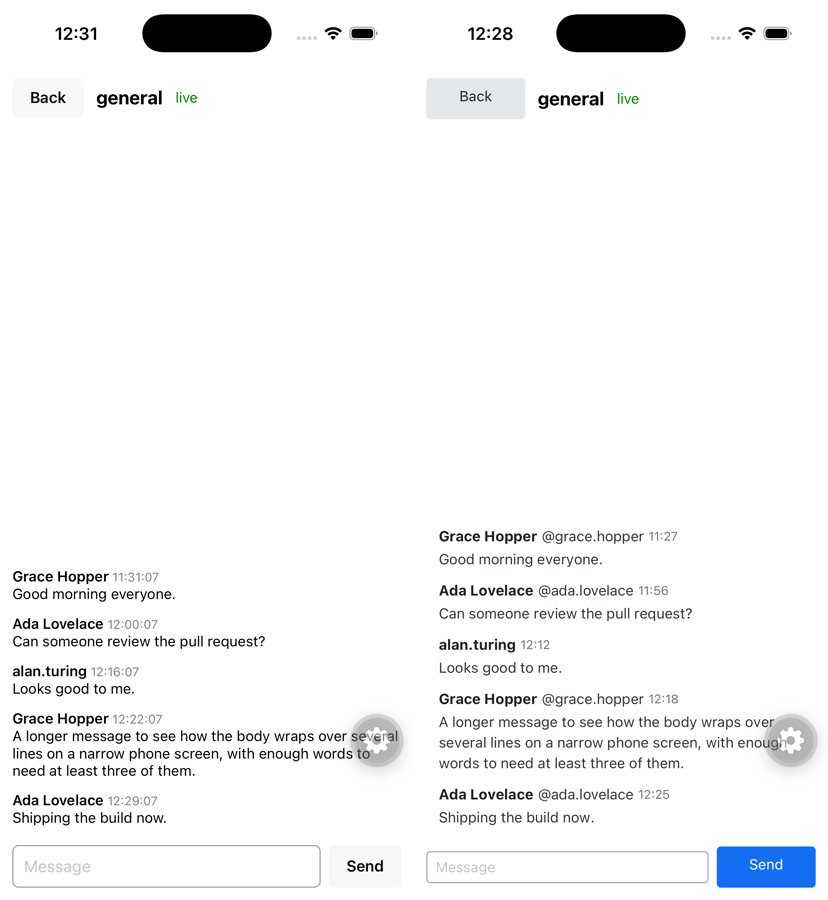 12:31
Back general live
Grace Hopper 11:31:07
Good morning everyone.
Ada Lovelace 12:00:07
Can someone review the pull request?
alan.turing 12:16:07
Looks good to me.
Grace Hopper 12:22:07
A longer message to see how the body wraps over several
lines on a narrow phone screen, with enough words to
need at least three of them.
Ada Lovelace 12:29:07
Shipping the build now.
Message Send
12:28
Back general live
Grace Hopper @grace.hopper 11:27
Good morning everyone.
Ada Lovelace @ada.lovelace 11:56
Can someone review the pull request?
alan.turing 12:12
Looks good to me.
Grace Hopper @grace.hopper 12:18
A longer message to see how the body wraps over
several lines on a narrow phone screen, with enough
words to need at least three of them.
Ada Lovelace @ada.lovelace 12:25
Shipping the build now.
Message Send